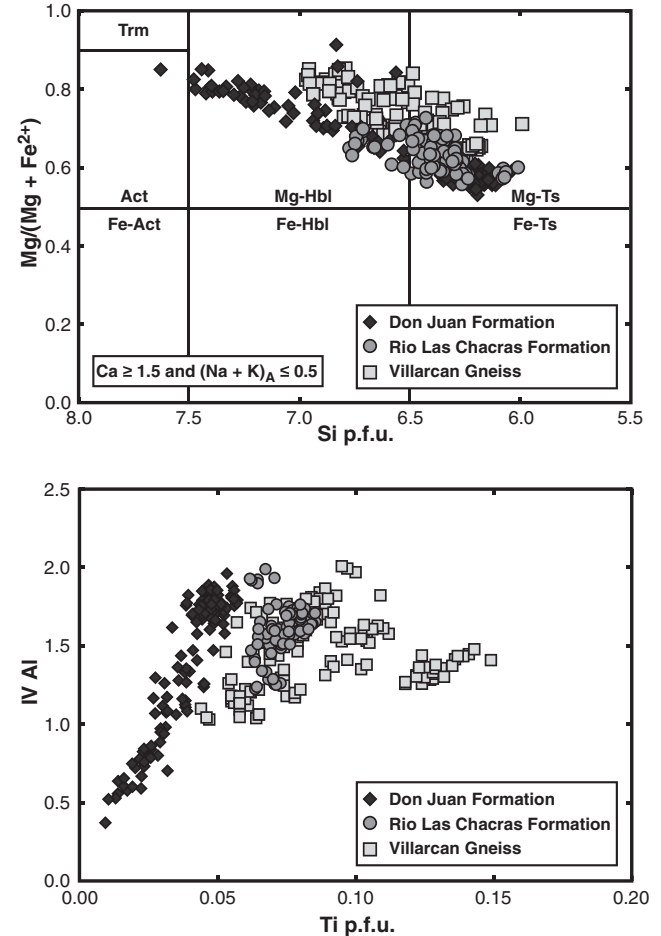 1.0
0.8
0.6
0.4
0.2
0.0
Mg/(Mg + Fe²⁺)
Trm
Act
Mg-Hbl
Mg-Ts
Fe-Act
Fe-Hbl
Fe-Ts
Don Juan Formation
Rio Las Chacras Formation
Villarcan Gneiss
Ca ≥ 1.5 and (Na + K)A ≤ 0.5
8.0 7.5 7.0 6.5 6.0 5.5
Si p.f.u.
2.5
2.0
1.5
1.0
0.5
0.0
IV Al
Don Juan Formation
Rio Las Chacras Formation
Villarcan Gneiss
0.00 0.05 0.10 0.15 0.20
Ti p.f.u.